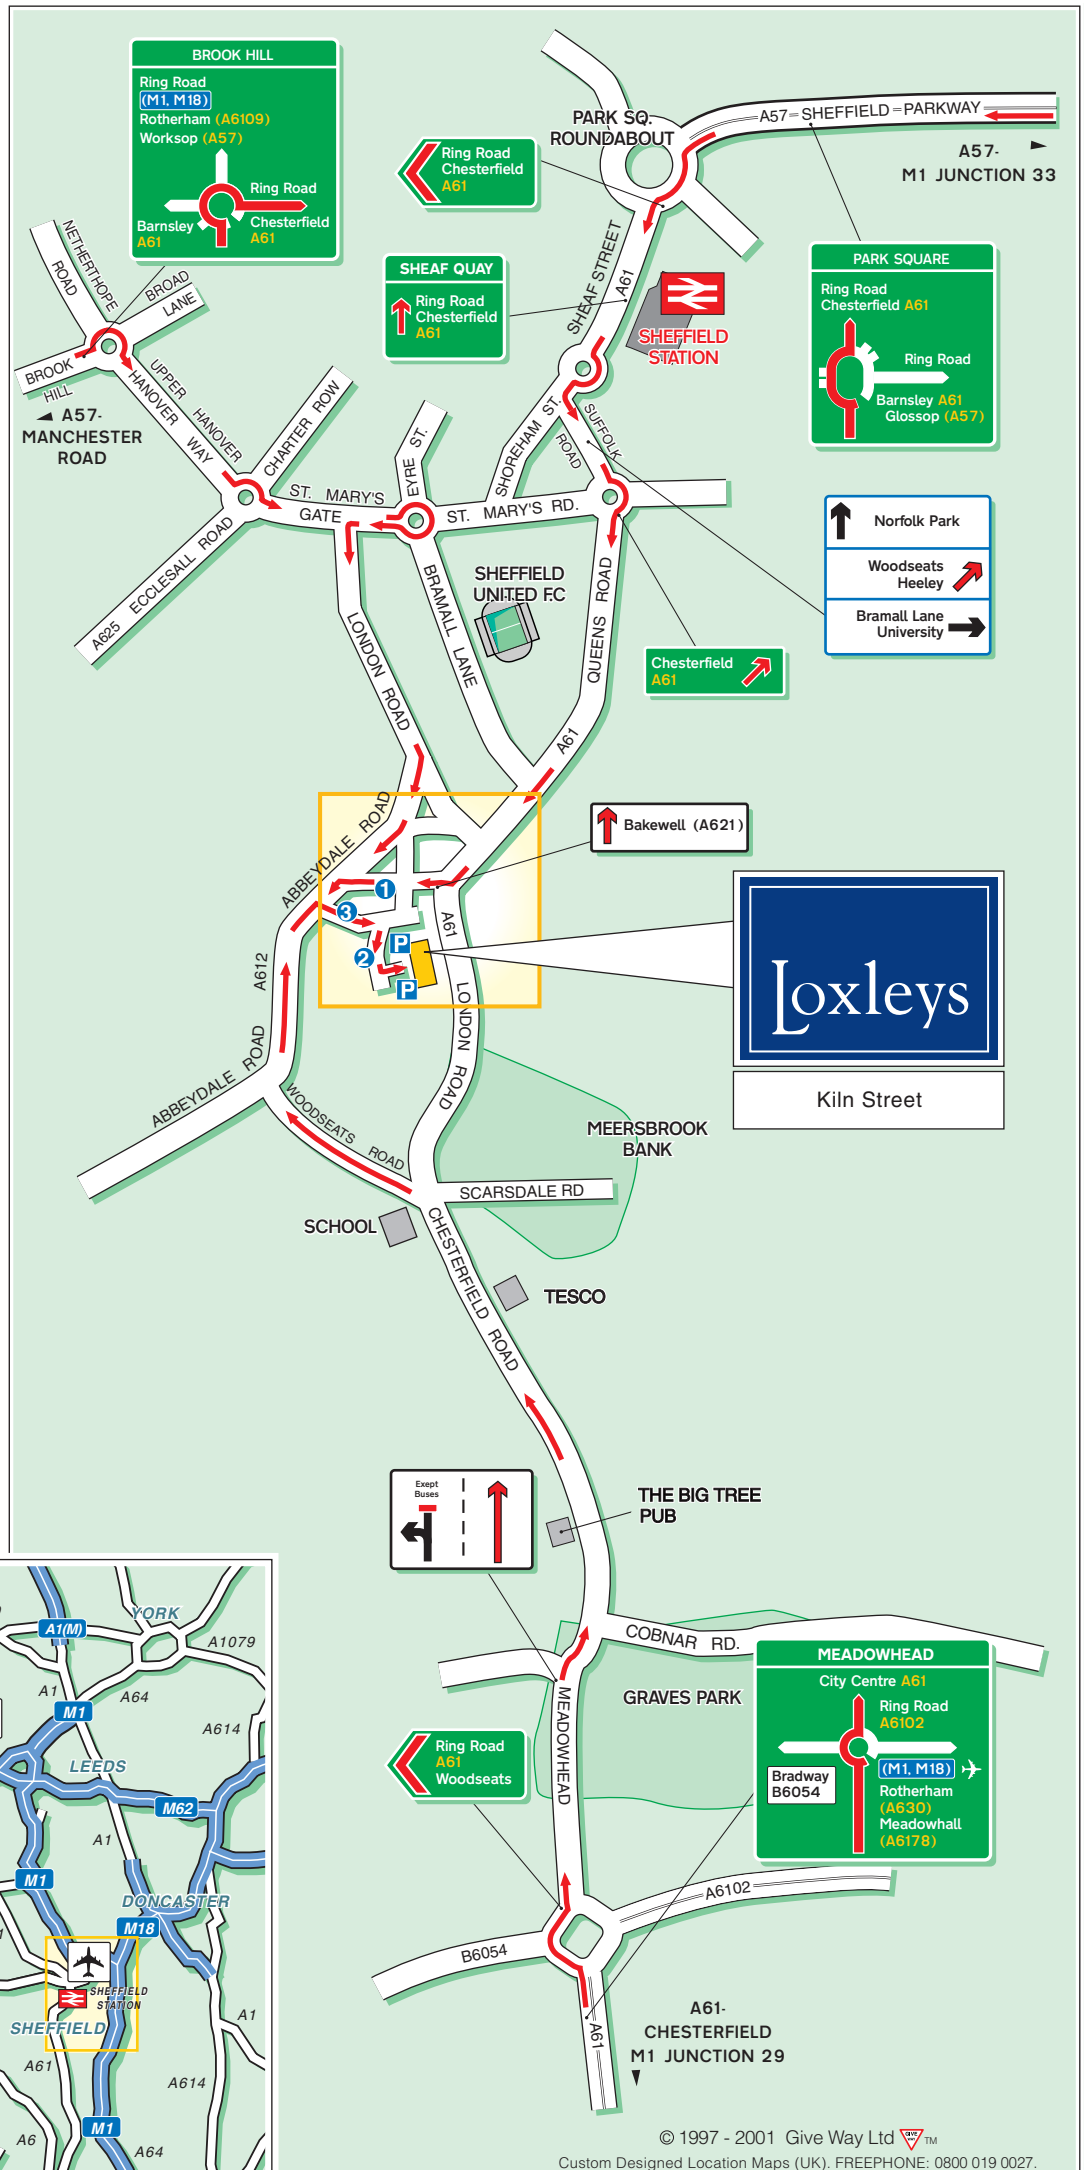 BROOK HILL
Ring Road
(M1, M18)
Rotherham (A6109)
Worksop (A57)
Ring Road
Barnsley
A61
Chesterfield
A61
PARK SQ.
ROUNDABOUT
A57
SHEFFIELD
PARKWAY
A57-
M1 JUNCTION 33
Ring Road
Chesterfield
A61
SHEAF QUAY
Ring Road
Chesterfield
A61
SHEAF STREET
A61
SHEFFIELD
STATION
PARK SQUARE
Ring Road
Chesterfield A61
Ring Road
Barnsley A61
Glossop (A57)
NETHERTHOPE
ROAD
BROAD
LANE
BROOK
HILL
A57-
MANCHESTER
ROAD
UPPER HANOVER
HANOVER WAY
CHARTER ROW
EYRE ST.
SHOREHAM ST.
SUFFOLK
ROAD
ST. MARY'S
GATE
ST. MARY'S RD.
A625 ECCLESALL ROAD
Norfolk Park
Woodseats
Heeley
Bramall Lane
University
SHEFFIELD
UNITED F.C
BRAMALL LANE
LONDON ROAD
QUEENS ROAD
A61
Chesterfield
A61
Bakewell (A621)
ABBEYDALE ROAD
1
3
2
P
P
A61
LONDON ROAD
Loxleys
Kiln Street
A612
ABBEYDALE ROAD
WOODSEATS ROAD
MEERSBROOK
BANK
SCARSDALE RD
SCHOOL
CHESTERFIELD ROAD
TESCO
Exept
Buses
THE BIG TREE
PUB
COBNAR RD.
GRAVES PARK
MEADOWHEAD
Ring Road
A61
Woodseats
MEADOWHEAD
City Centre A61
Ring Road
A6102
(M1, M18)
Bradway
B6054
Rotherham
(A630)
Meadowhall
(A6178)
A6102
B6054
A61
A61-
CHESTERFIELD
M1 JUNCTION 29
YORK
A1(M)
A1079
A1
A64
M1
A614
LEEDS
M62
A1
M1
DONCASTER
M18
SHEFFIELD
STATION
SHEFFIELD
A1
A61
A614
M1
A6
A64
© 1997 - 2001 Give Way Ltd GIVE WAY TM
Custom Designed Location Maps (UK). FREEPHONE: 0800 019 0027.